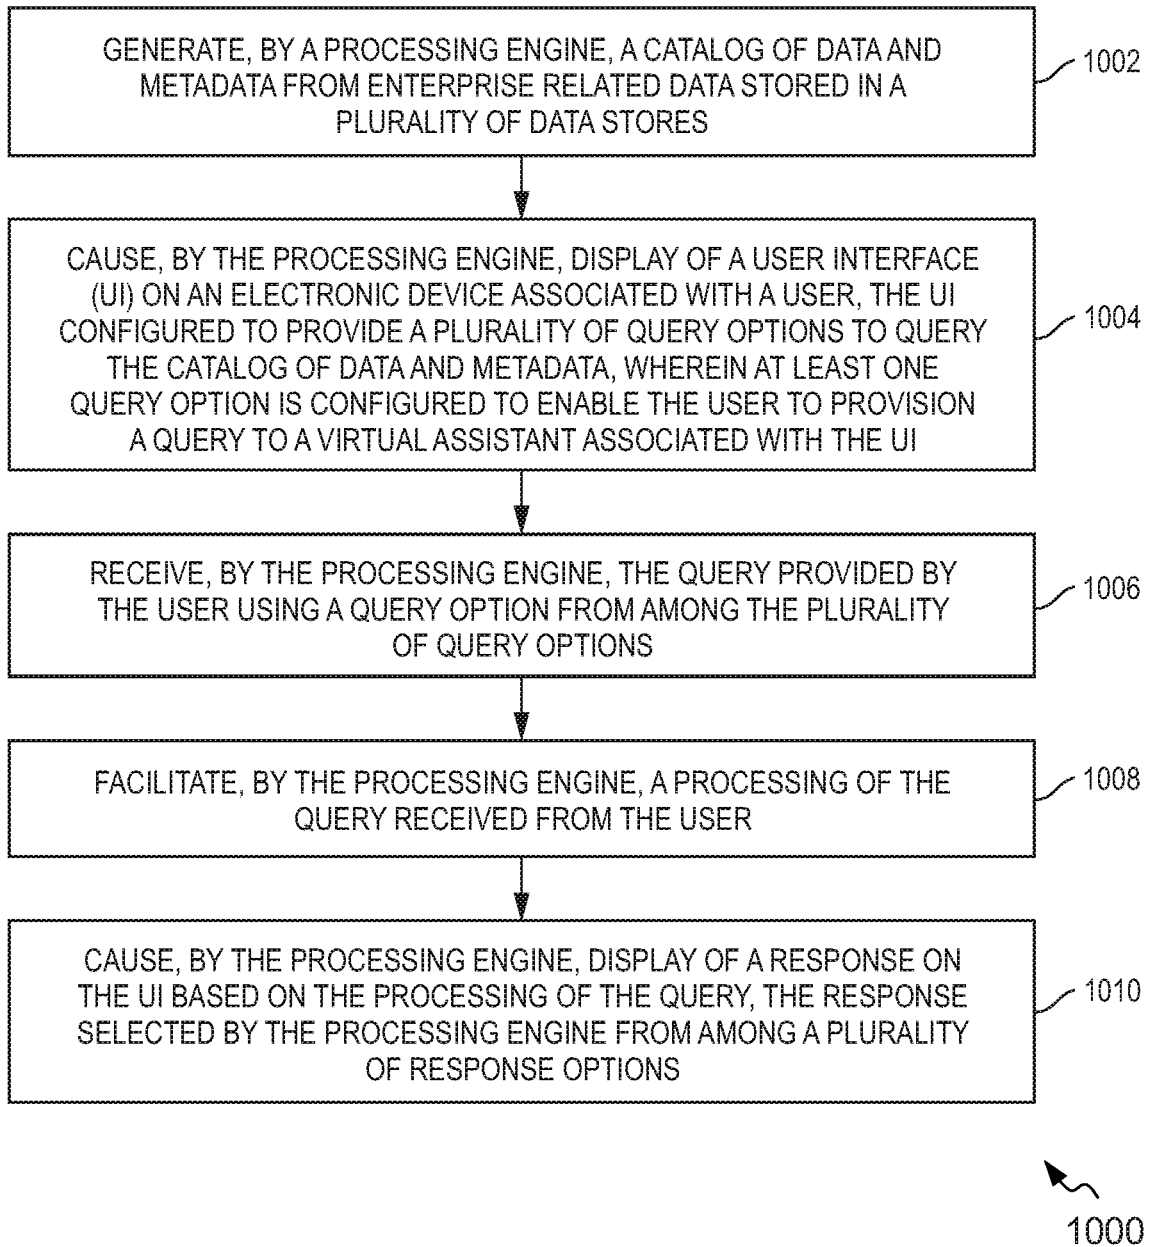 GENERATE, BY A PROCESSING ENGINE, A CATALOG OF DATA AND
METADATA FROM ENTERPRISE RELATED DATA STORED IN A
PLURALITY OF DATA STORES
1002
CAUSE, BY THE PROCESSING ENGINE, DISPLAY OF A USER INTERFACE
(UI) ON AN ELECTRONIC DEVICE ASSOCIATED WITH A USER, THE UI
CONFIGURED TO PROVIDE A PLURALITY OF QUERY OPTIONS TO QUERY
THE CATALOG OF DATA AND METADATA, WHEREIN AT LEAST ONE
QUERY OPTION IS CONFIGURED TO ENABLE THE USER TO PROVISION
A QUERY TO A VIRTUAL ASSISTANT ASSOCIATED WITH THE UI
1004
RECEIVE, BY THE PROCESSING ENGINE, THE QUERY PROVIDED BY
THE USER USING A QUERY OPTION FROM AMONG THE PLURALITY
OF QUERY OPTIONS
1006
FACILITATE, BY THE PROCESSING ENGINE, A PROCESSING OF THE
QUERY RECEIVED FROM THE USER
1008
CAUSE, BY THE PROCESSING ENGINE, DISPLAY OF A RESPONSE ON
THE UI BASED ON THE PROCESSING OF THE QUERY, THE RESPONSE
SELECTED BY THE PROCESSING ENGINE FROM AMONG A PLURALITY
OF RESPONSE OPTIONS
1010
1000